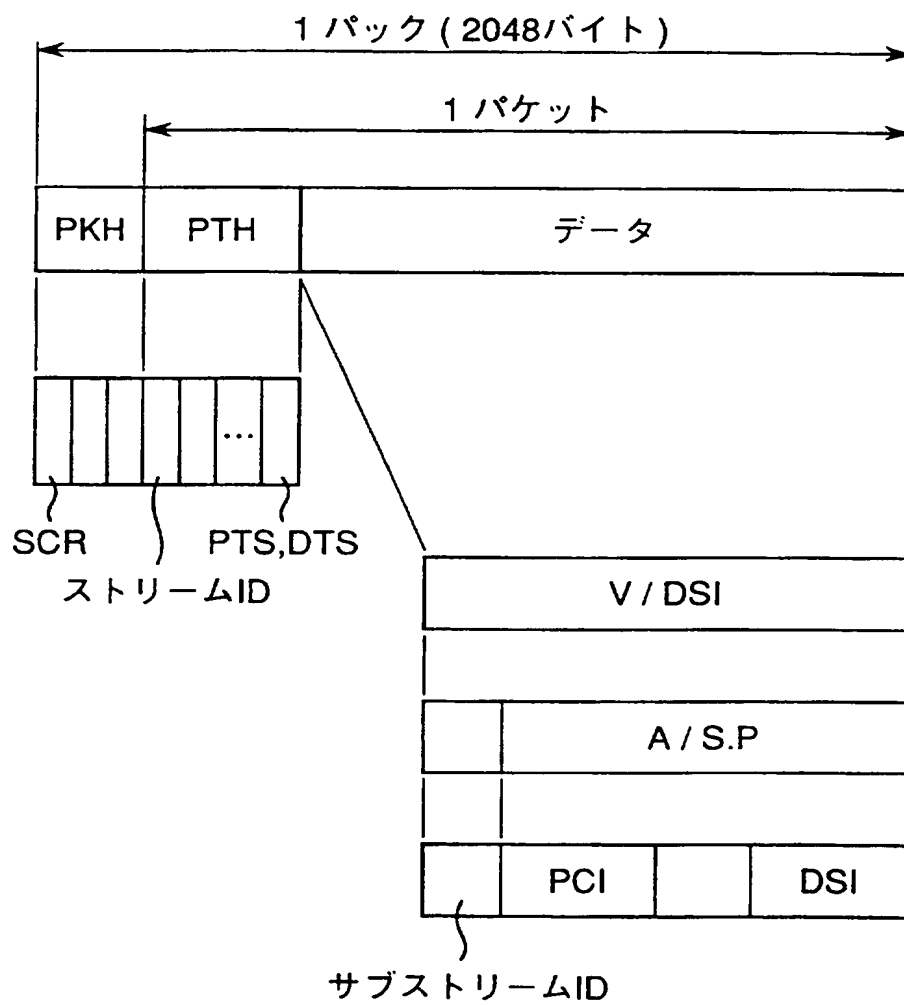 1 パック ( 2048バイト )
1 パケット
PKH
PTH
データ
...
SCR
PTS,DTS
ストリームID
V / DSI
A / S.P
PCI
DSI
サブストリームID